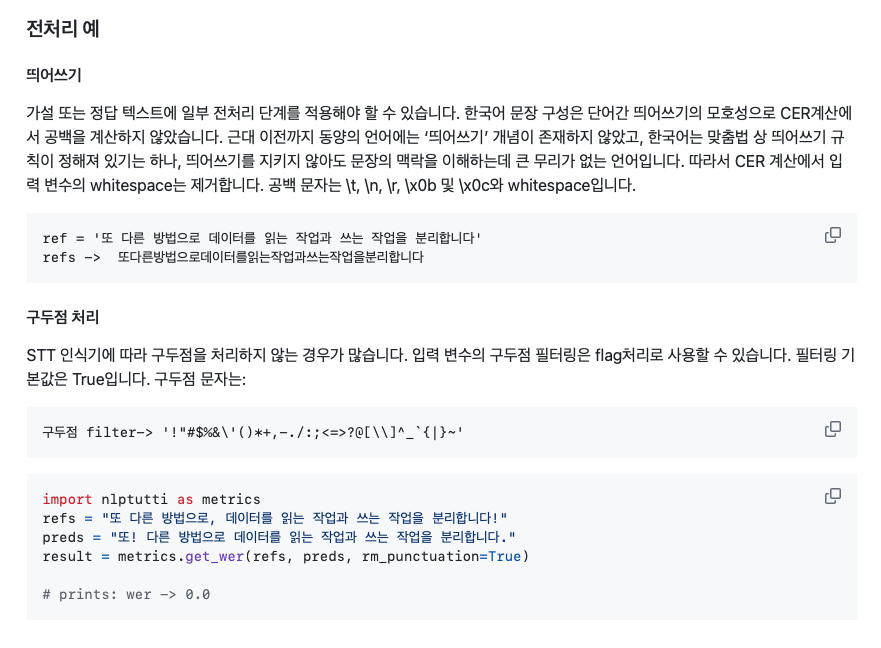 전처리 예
띄어쓰기
가설 또는 정답 텍스트에 일부 전처리 단계를 적용해야 할 수 있습니다. 한국어 문장 구성은 단어간 띄어쓰기의 모호성으로 CER계산에
서 공백을 계산하지 않았습니다. 근대 이전까지 동양의 언어에는 ‘띄어쓰기’ 개념이 존재하지 않았고, 한국어는 맞춤법 상 띄어쓰기 규
칙이 정해져 있기는 하나, 띄어쓰기를 지키지 않아도 문장의 맥락을 이해하는데 큰 무리가 없는 언어입니다. 따라서 CER 계산에서 입
력 변수의 whitespace는 제거합니다. 공백 문자는 \t, \n, \r, \x0b 및 \x0c와 whitespace입니다.
ref = '또 다른 방법으로 데이터를 읽는 작업과 쓰는 작업을 분리합니다'
refs ->  또다른방법으로데이터를읽는작업과쓰는작업을분리합니다
구두점 처리
STT 인식기에 따라 구두점을 처리하지 않는 경우가 많습니다. 입력 변수의 구두점 필터링은 flag처리로 사용할 수 있습니다. 필터링 기
본값은 True입니다. 구두점 문자는:
구두점 filter-> '!"#$%&\'()*+,-./:;<=>?@[\\]^_`{|}~'
import nlptutti as metrics
refs = "또 다른 방법으로, 데이터를 읽는 작업과 쓰는 작업을 분리합니다!"
preds = "또! 다른 방법으로 데이터를 읽는 작업과 쓰는 작업을 분리합니다."
result = metrics.get_wer(refs, preds, rm_punctuation=True)
# prints: wer -> 0.0